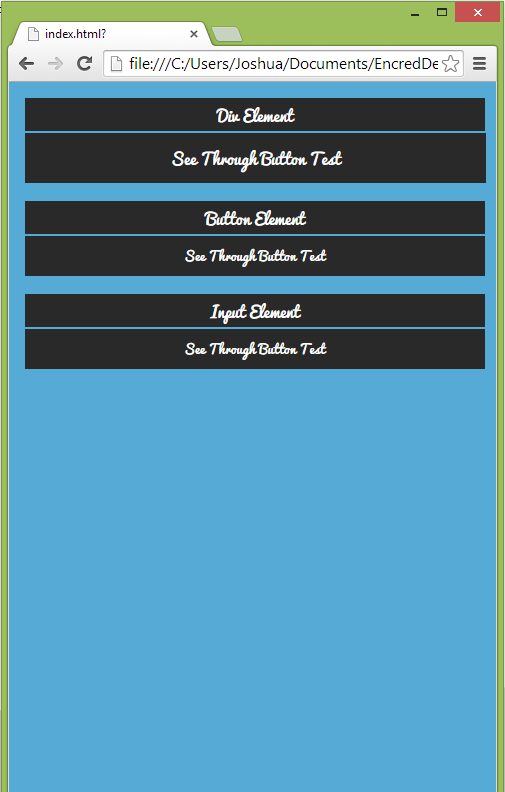 index.html?
file:///C:/Users/Joshua/Documents/EncredDe
Div Element
See Through Button Test
Button Element
See Through Button Test
Input Element
See Through Button Test